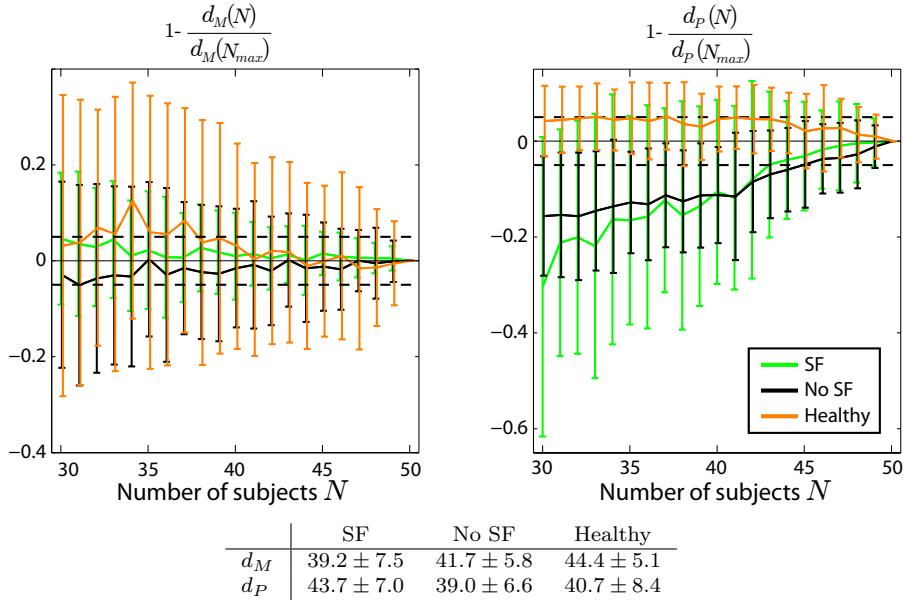 1- d_M(N) / d_M(N_max)
1- d_P(N) / d_P(N_max)
0.2
0
−0.2
−0.4
30 35 40 45 50
Number of subjects N
0
−0.2
−0.4
−0.6
30 35 40 45 50
Number of subjects N
SF
No SF
Healthy
SF No SF Healthy
d_M 39.2 ± 7.5 41.7 ± 5.8 44.4 ± 5.1
d_P 43.7 ± 7.0 39.0 ± 6.6 40.7 ± 8.4